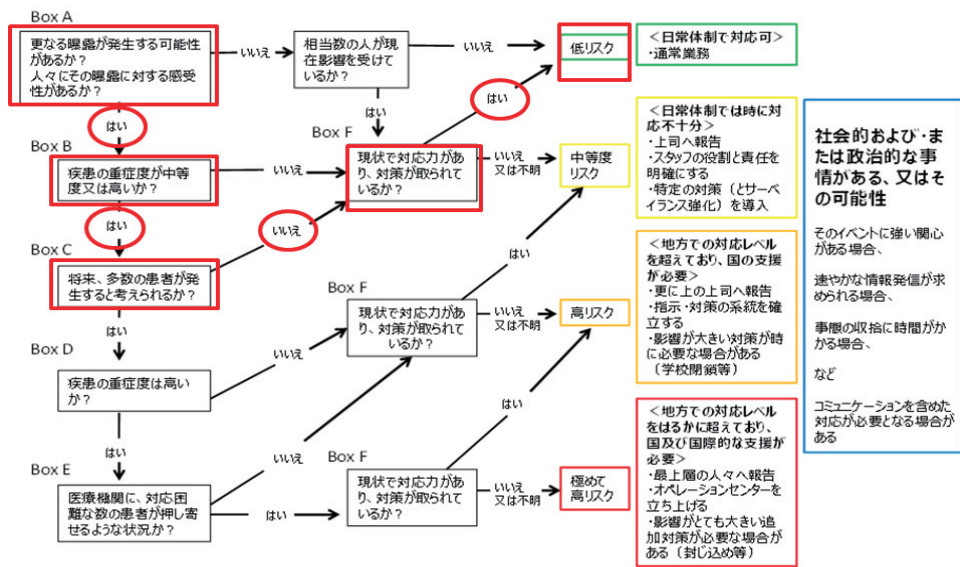 Box A
更なる曝露が発生する可能性
があるか？
人々にその曝露に対する感受
性があるか？
いいえ
相当数の人が現
在影響を受けて
いるか？
いいえ
低リスク
＜日常体制で対応可＞
・通常業務
はい
はい
はい
Box B
疾患の重症度が中等
度又は高いか？
いいえ
Box F
現状で対応力があ
り、対策が取られて
いるか？
いいえ
又は不明
中等度
リスク
＜日常体制では時に対
応不十分＞
・上司へ報告
・スタッフの役割と責任を
明確にする
・特定の対策（とサーベ
イランス強化）を導入
はい
いいえ
Box C
将来、多数の患者が発
生すると考えられるか？
はい
はい
Box F
現状で対応力があ
り、対策が取られて
いるか？
いいえ
又は不明
高リスク
＜地方での対応レベル
を超えており、国の支援
が必要＞
・更に上の上司へ報告
・指示・対策の系統を確
立する
・影響が大きい対策が時
に必要な場合がある
（学校閉鎖等）
Box D
疾患の重症度は高い
か？
いいえ
はい
はい
Box E
医療機関に、対応困
難な数の患者が押し寄
せるような状況か？
いいえ
はい
Box F
現状で対応力があ
り、対策が取られて
いるか？
いいえ
又は不明
極めて
高リスク
＜地方での対応レベル
をはるかに超えており、
国及び国際的な支援が
必要＞
・最上層の人々へ報告
・オペレーションセンターを
立ち上げる
・影響がとても大きい追
加対策が必要な場合が
ある（封じ込め等）
社会的および・ま
たは政治的な事
情がある、又はそ
の可能性
そのイベントに強い関心
がある場合、
速やかな情報発信が求
められる場合、
事態の収拾に時間がか
かる場合、
など
コミュニケーションを含めた
対応が必要となる場合が
ある